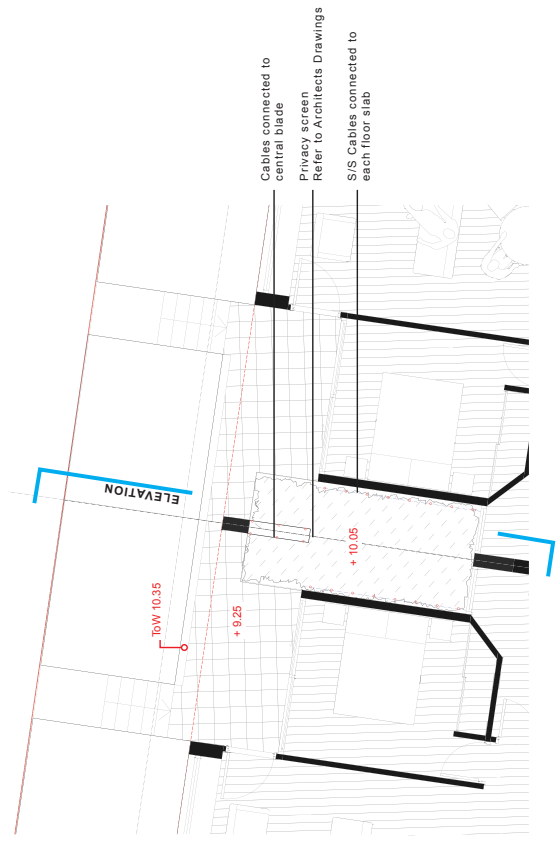 Cables connected to
central blade
Privacy screen
Refer to Architects Drawings
S/S Cables connected to
each floor slab
ELEVATION
ToW 10.35
+ 9.25
+ 10.05